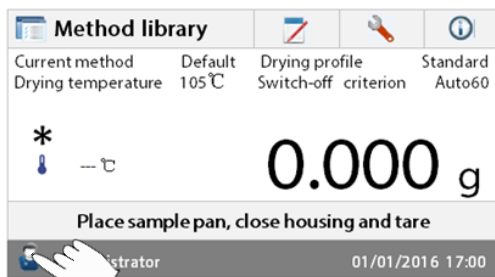 Method library
Current method Default Drying profile Standard
Drying temperature 105℃ Switch-off criterion Auto60
*
--- ℃ 0.000 g
Place sample pan, close housing and tare
01/01/2016 17:00